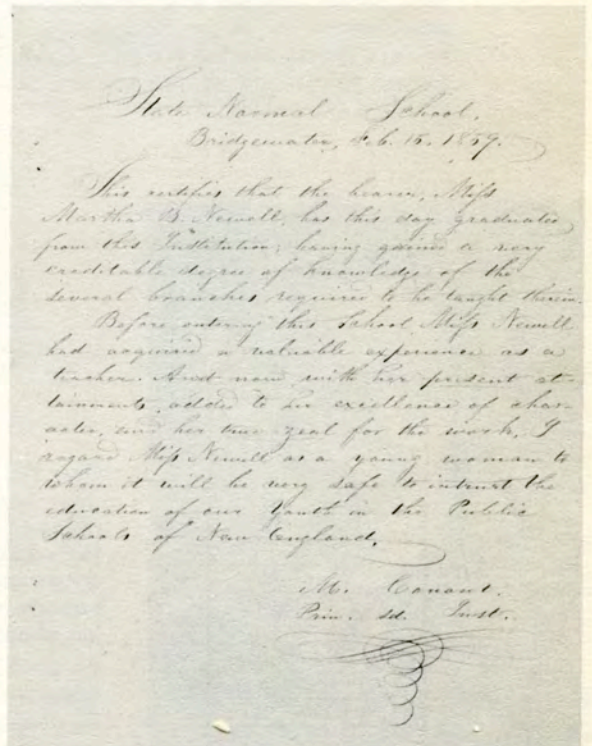 State Normal School,
Bridgewater, Feb. 15. 1859.
This certifies that the bearer, Miss
Martha B. Newell, has this day graduated
from this Institution; having gained a very
creditable degree of knowledge of the
several branches required to be taught therein.
Before entering this School Miss Newell
had acquired a valuable experience as a
teacher. And now with her present at-
tainments, added to her excellence of char-
acter, and her true zeal for the work, I
regard Miss Newell as a young woman to
whom it will be very safe to intrust the
education of our Youth in the Public
Schools of New England.
M. Conant.
Prin. sd. Inst.